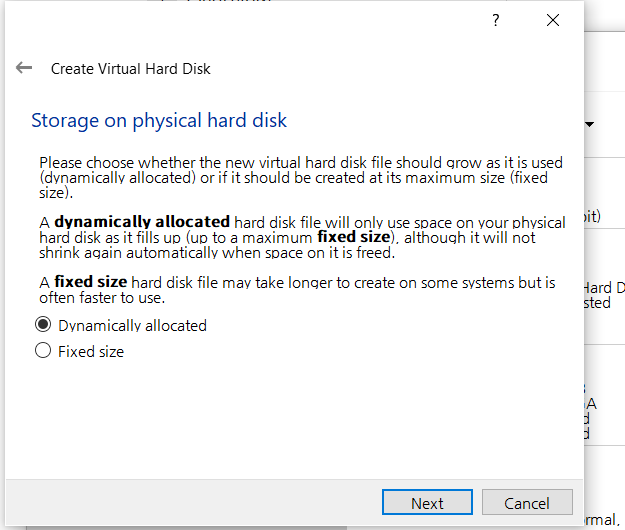 ?
Create Virtual Hard Disk
Storage on physical hard disk
Please choose whether the new virtual hard disk file should grow as it is used
(dynamically allocated) or if it should be created at its maximum size (fixed
size).
A dynamically allocated hard disk file will only use space on your physical
hard disk as it fills up (up to a maximum fixed size), although it will not
shrink again automatically when space on it is freed.
A fixed size hard disk file may take longer to create on some systems but is
often faster to use.
Dynamically allocated
Fixed size
Next
Cancel